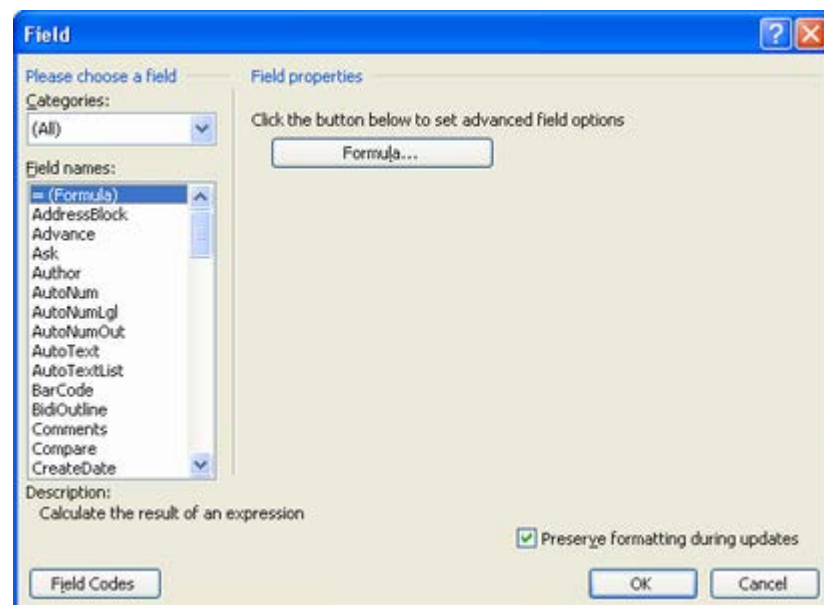 Field
Please choose a field
Categories:
(All)
Field names:
= (Formula)
AddressBlock
Advance
Ask
Author
AutoNum
AutoNumLgl
AutoNumOut
AutoText
AutoTextList
BarCode
BidiOutline
Comments
Compare
CreateDate
Field properties
Click the button below to set advanced field options
Formula...
Description:
Calculate the result of an expression
Preserve formatting during updates
Field Codes
OK
Cancel